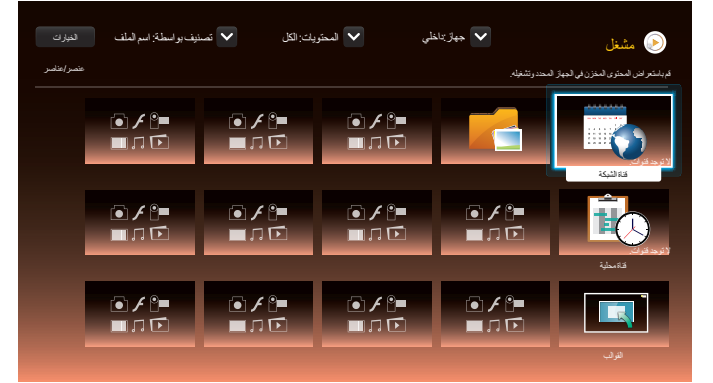 مشغل
جهاز:داخلي
المحتويات: الكل
تصنيف بواسطة: اسم الملف
الخيارات
قم باستعراض المحتوى المخزن في الجهاز المحدد وتشغيله.
عنصر/عناصر
لا توجد قنوات.
قناة الشبكة
لا توجد قنوات.
قناة محلية
القوالب